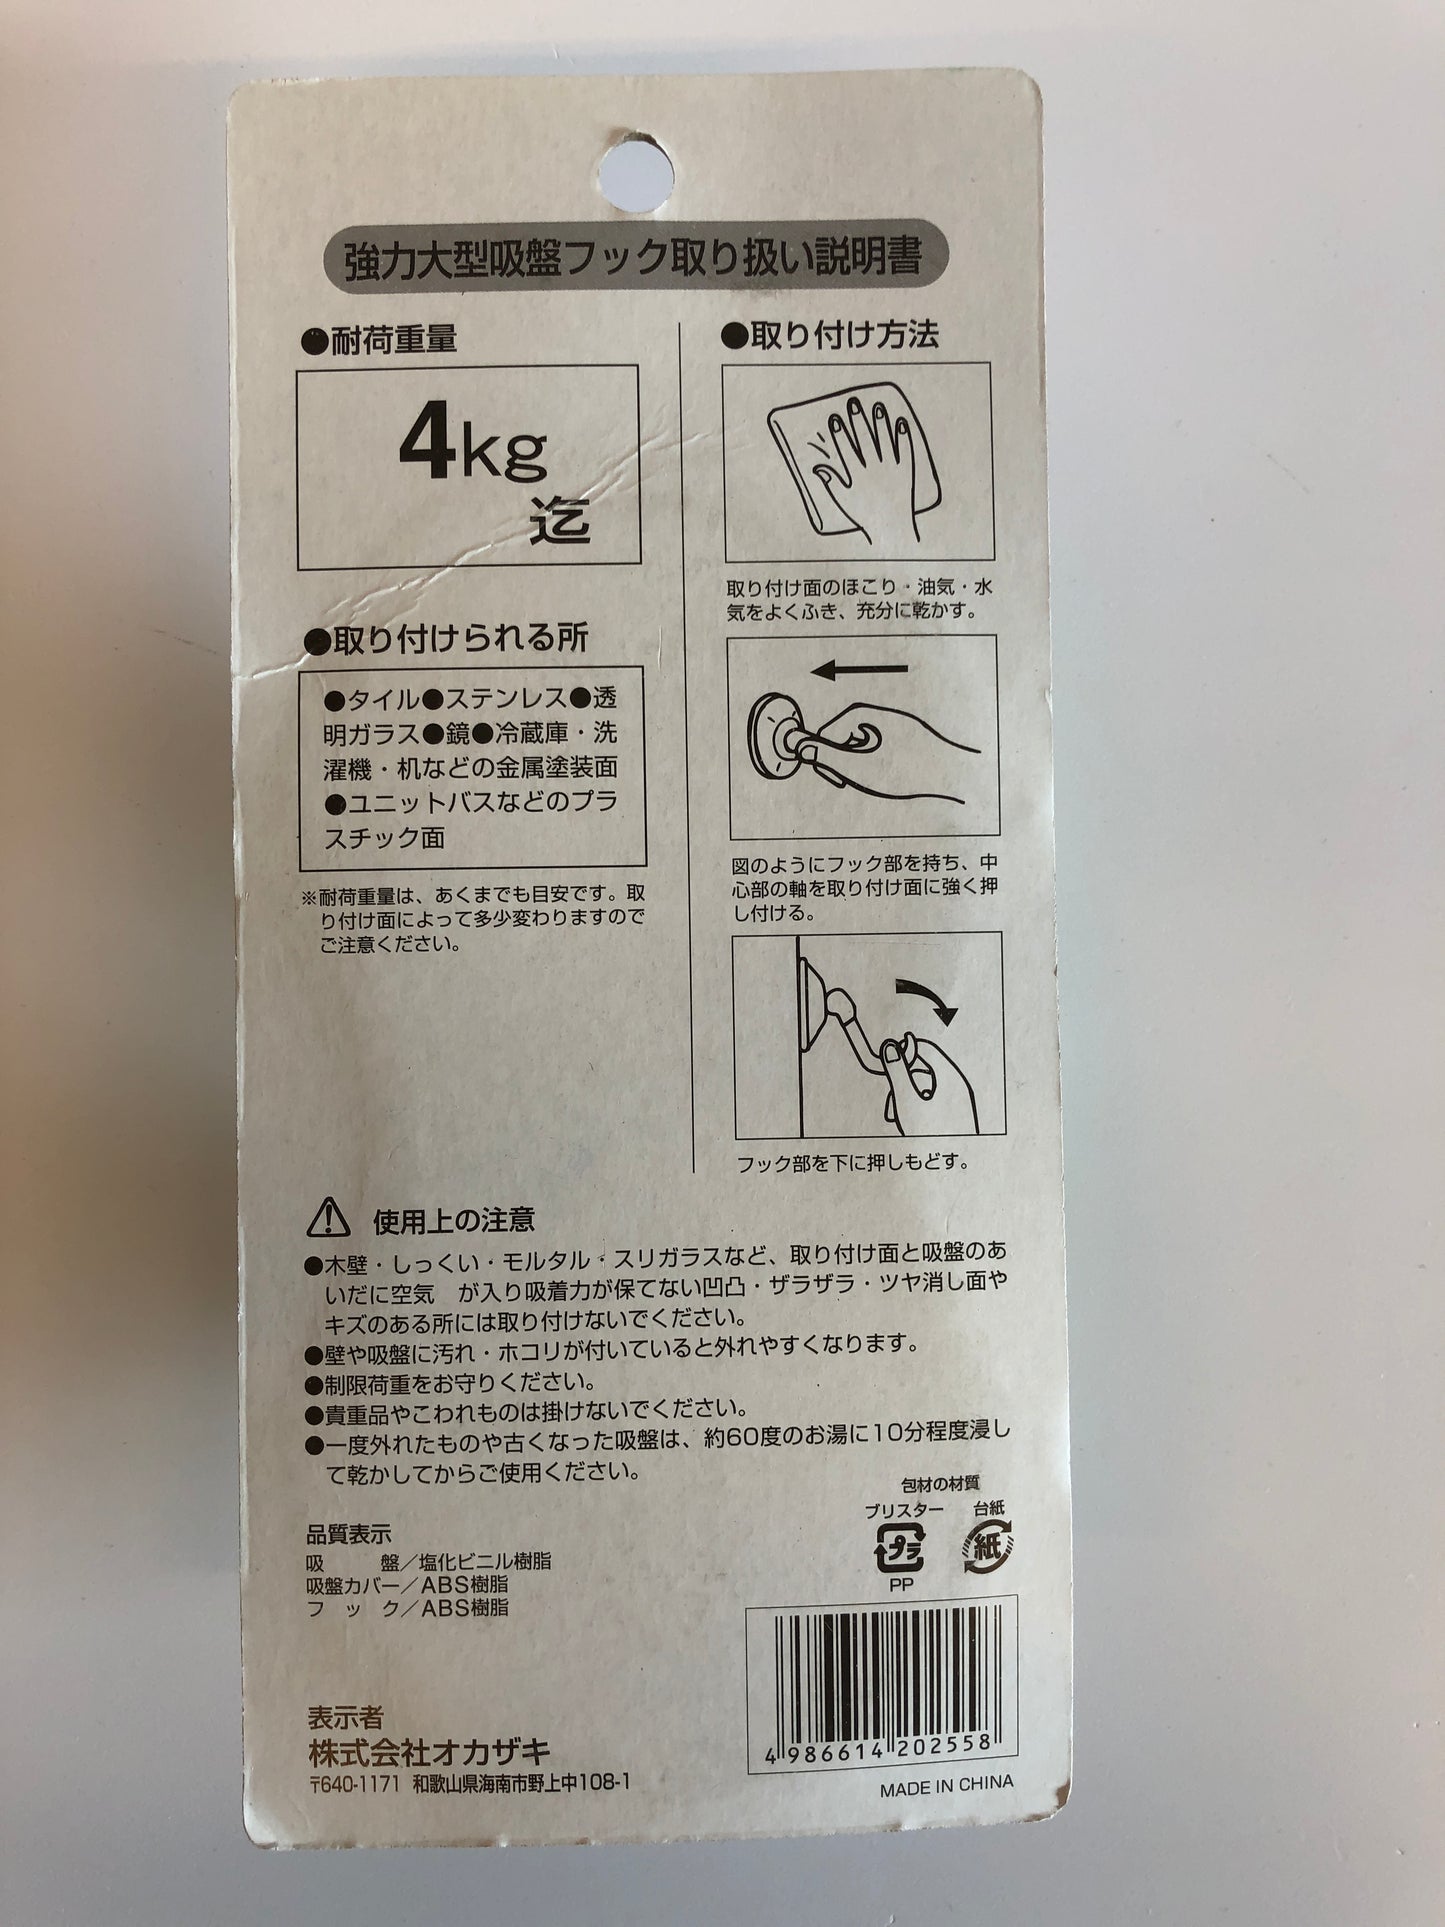 強力大型吸盤フック取り扱い説明書
●耐荷重量
4kg
迄
●取り付けられる所
●タイル●ステンレス●透
明ガラス●鏡●冷蔵庫・洗
濯機・机などの金属塗装面
●ユニットバスなどのプラ
スチック面
※耐荷重量は、あくまでも目安です。取
り付け面によって多少変わりますので
ご注意ください。
●取り付け方法
取り付け面のほこり・油気・水
気をよくふき、充分に乾かす。
図のようにフック部を持ち、中
心部の軸を取り付け面に強く押
し付ける。
フック部を下に押しもどす。
使用上の注意
●木壁・しっくい・モルタル・スリガラスなど、取り付け面と吸盤のあ
いだに空気　が入り吸着力が保てない凹凸・ザラザラ・ツヤ消し面や
キズのある所には取り付けないでください。
●壁や吸盤に汚れ・ホコリが付いていると外れやすくなります。
●制限荷重をお守りください。
●貴重品やこわれものは掛けないでください。
●一度外れたものや古くなった吸盤は、約60度のお湯に10分程度浸し
て乾かしてからご使用ください。
包材の材質
ブリスター 台紙
プラ 紙
PP
品質表示
吸　　盤／塩化ビニル樹脂
吸盤カバー／ABS樹脂
フ　ッ　ク／ABS樹脂
表示者
株式会社オカザキ
〒640-1171 和歌山県海南市野上中108-1
4 986614 202558
MADE IN CHINA